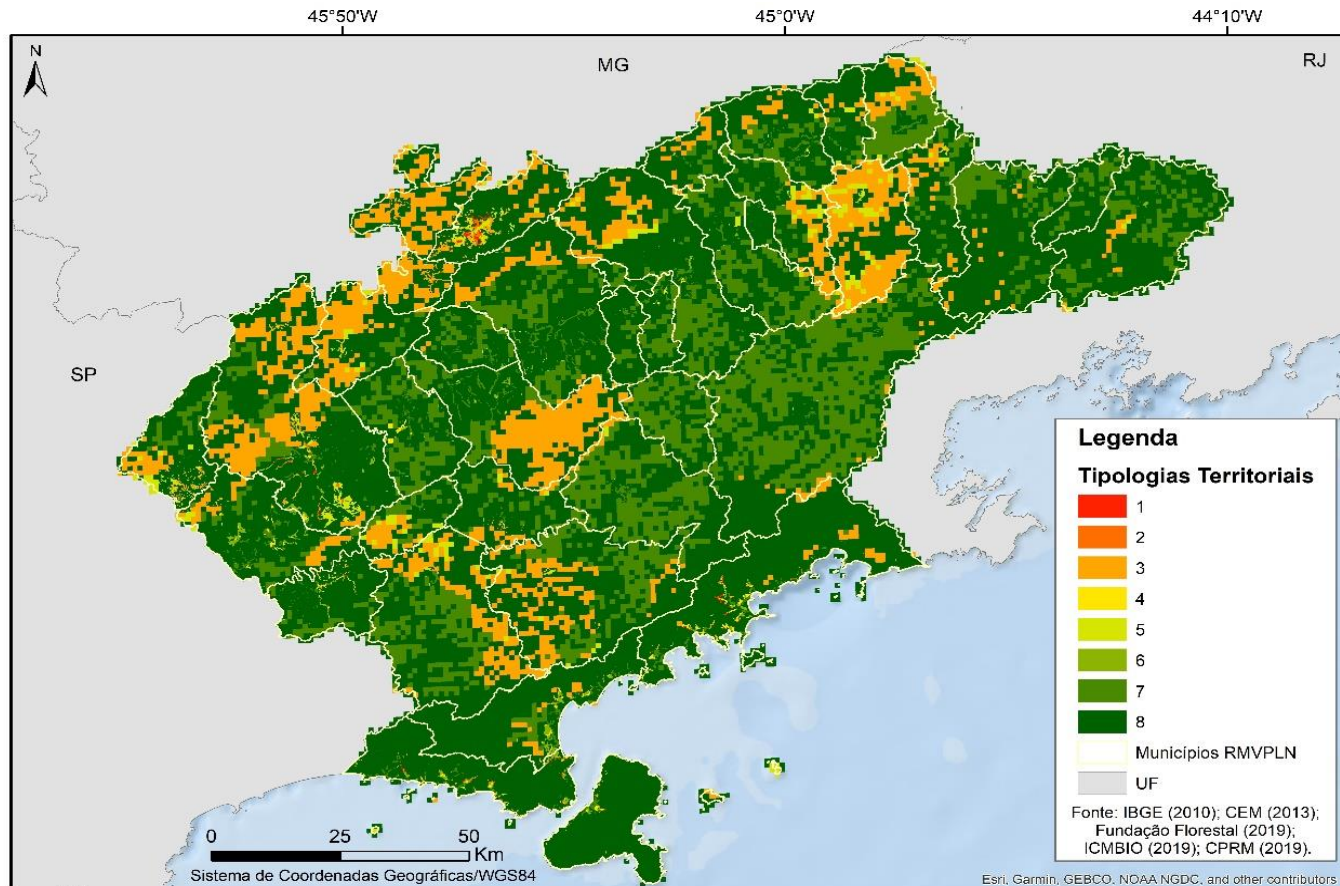 45°50'W 45°0'W 44°10'W
N
MG
RJ
SP
Legenda
Tipologias Territoriais
1
2
3
4
5
6
7
8
Municípios RMVPLN
UF
Fonte: IBGE (2010); CEM (2013);
Fundação Florestal (2019);
ICMBIO (2019); CPRM (2019).
0 25 50
Km
Sistema de Coordenadas Geográficas/WGS84
Esri, Garmin, GEBCO, NOAA NGDC, and other contributors